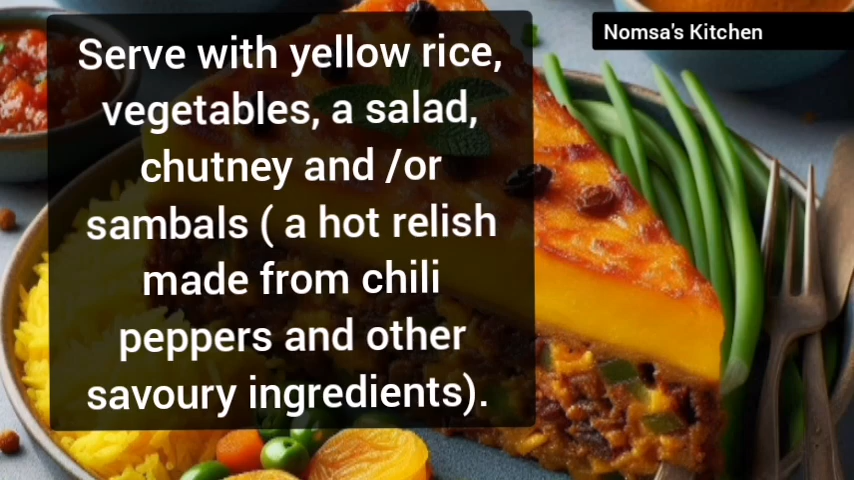 Nomsa's Kitchen
Serve with yellow rice,
vegetables, a salad,
chutney and /or
sambals ( a hot relish
made from chili
peppers and other
savoury ingredients).